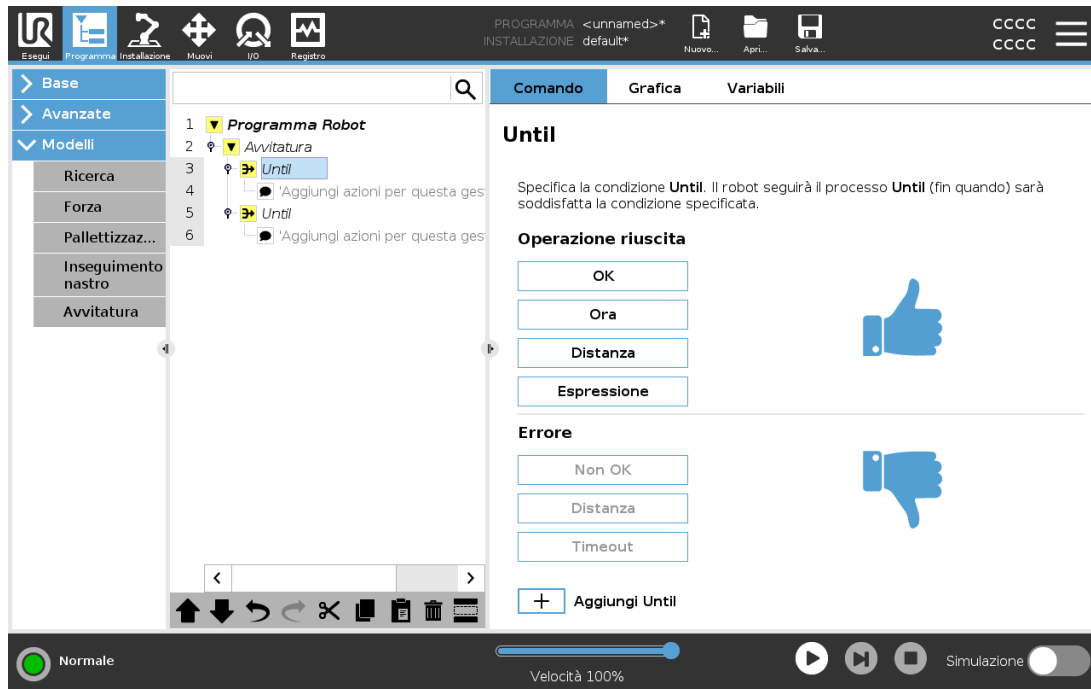 UR
Esegui
Programma
Installazione
Muovi
I/O
Registro
PROGRAMMA <unnamed>*
INSTALLAZIONE default*
Nuovo...
Apri...
Salva...
CCCC
CCCC
Base
Avanzate
Modelli
Ricerca
Forza
Pallettizzaz...
Inseguimento
nastro
Avvitatura
1 Programma Robot
2 Avvitatura
3 Until
4 'Aggiungi azioni per questa ges
5 Until
6 'Aggiungi azioni per questa ges
Comando
Grafica
Variabili
Until
Specifica la condizione Until. Il robot seguirà il processo Until (fin quando) sarà
soddisfatta la condizione specificata.
Operazione riuscita
OK
Ora
Distanza
Espressione
Errore
Non OK
Distanza
Timeout
+ Aggiungi Until
Normale
Velocità 100%
Simulazione